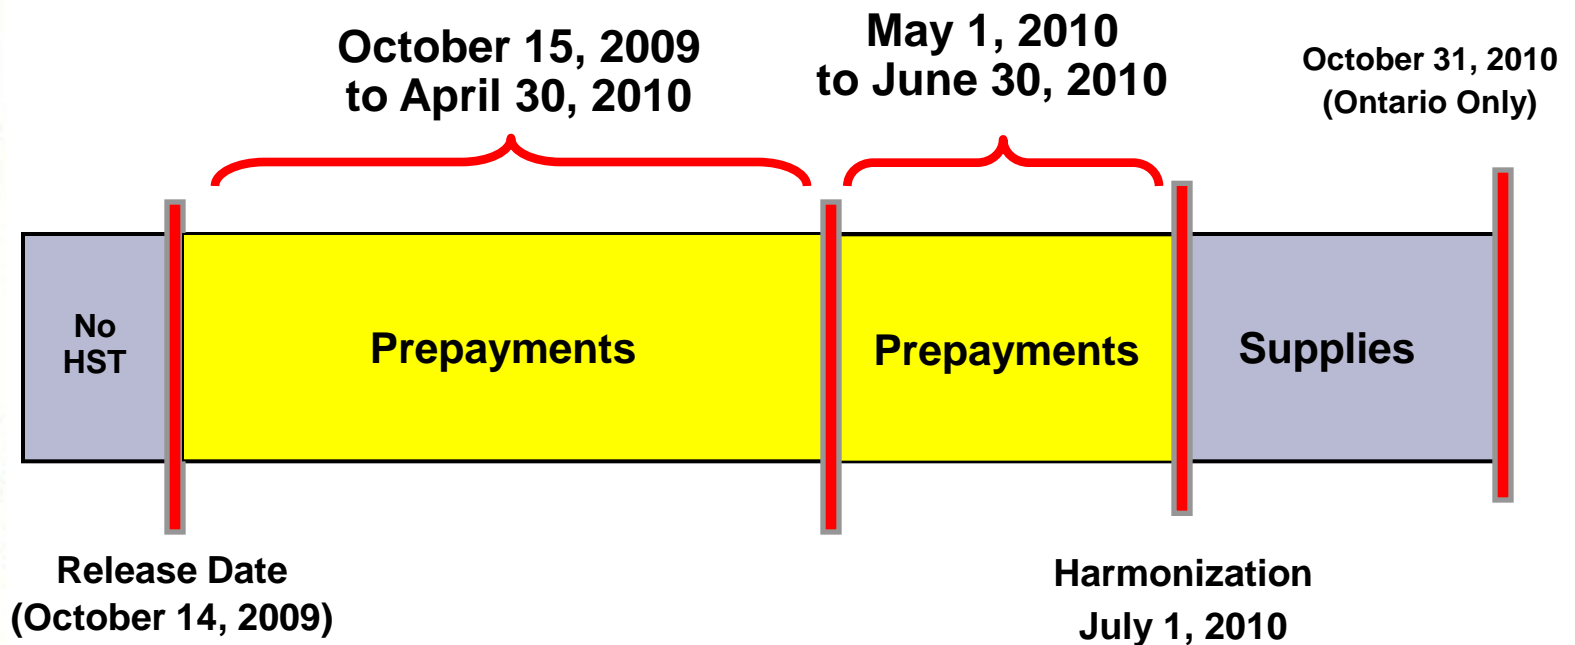 October 15, 2009
to April 30, 2010
May 1, 2010
to June 30, 2010
October 31, 2010
(Ontario Only)
No
HST
Prepayments
Prepayments
Supplies
Release Date
(October 14, 2009)
Harmonization
July 1, 2010